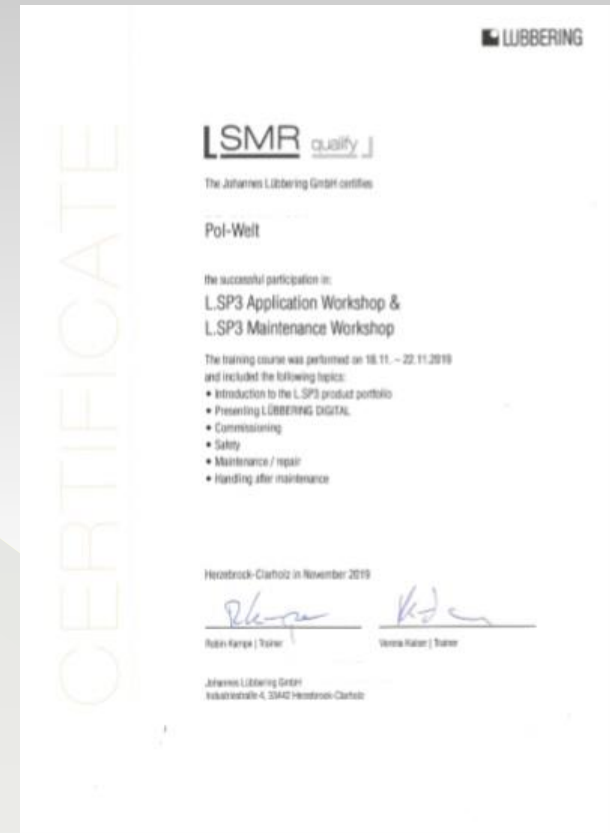 LÜBBERING
CERTIFICATE
LSMR qualify
The Johannes Lübbering GmbH certifies
Pol-Welt
the successful participation in:
L.SP3 Application Workshop &
L.SP3 Maintenance Workshop
The training course was performed on 18.11. – 22.11.2019
and included the following topics:
• Introduction to the L.SP3 product portfolio
• Presenting LÜBBERING DIGITAL
• Commissioning
• Safety
• Maintenance / repair
• Handling after maintenance
Herzebrock-Clarholz in November 2019
Robin Kampe | Trainer
Verena Kaiser | Trainer
Johannes Lübbering GmbH
Industriestraße 4, 33442 Herzebrock-Clarholz